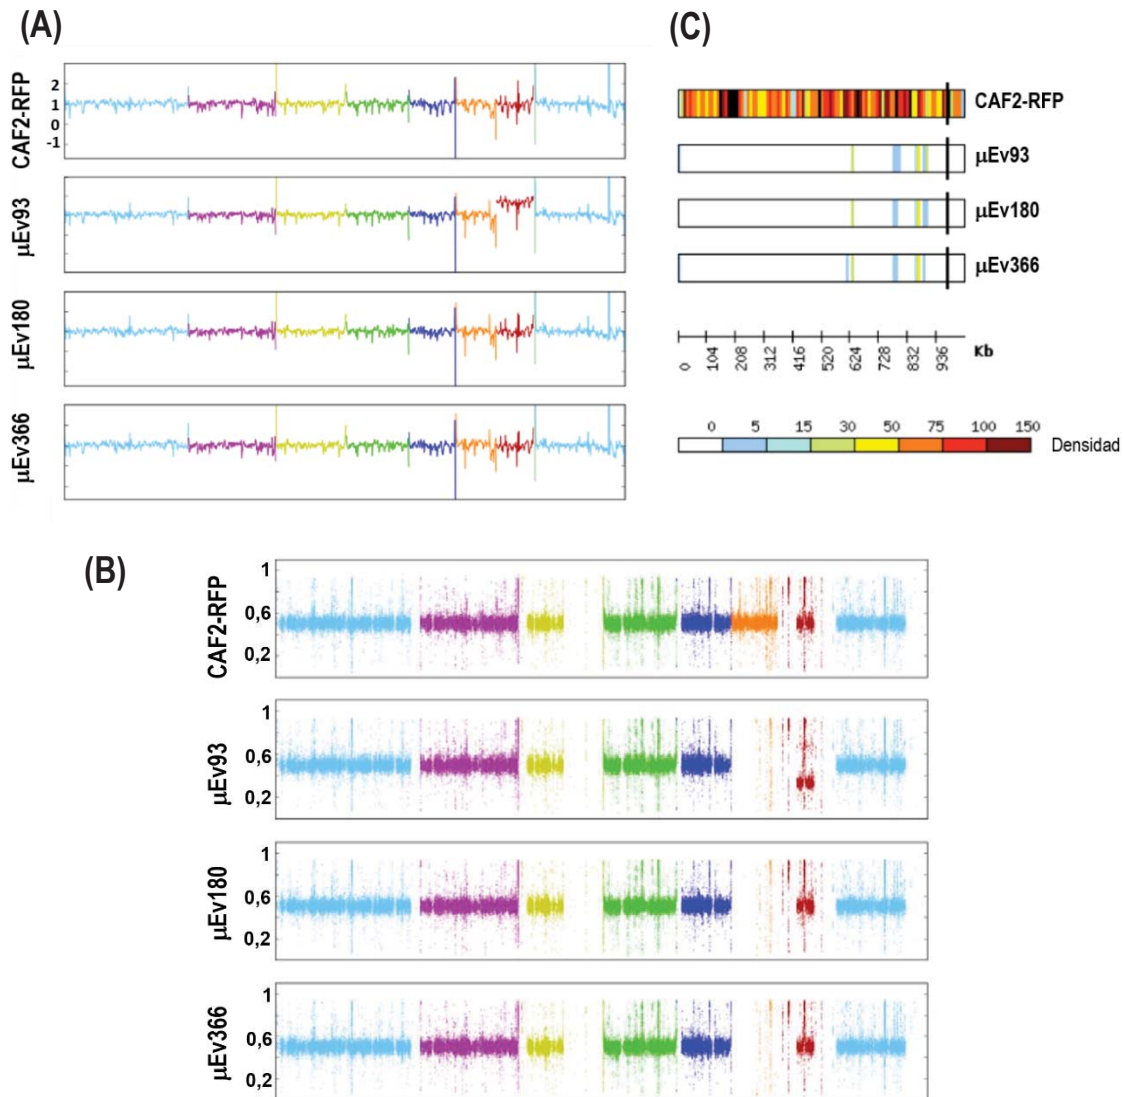 (A)
CAF2-RFP
2
1
0
-1
µEv93
µEv180
µEv366
(C)
CAF2-RFP
µEv93
µEv180
µEv366
0 104 208 312 416 520 624 728 832 936 Kb
0 5 15 30 50 75 100 150
Densidad
(B)
CAF2-RFP
1
0,6
0,2
µEv93
1
0,6
0,2
µEv180
1
0,6
0,2
µEv366
1
0,6
0,2